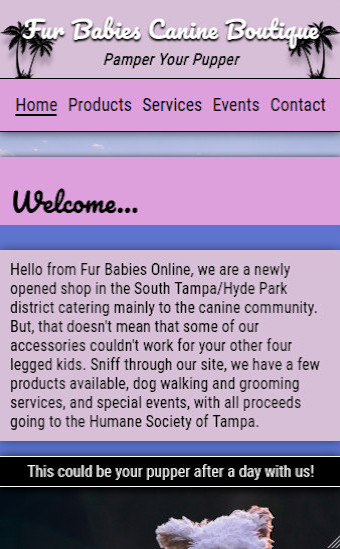 Fur Babies Canine Boutique
Pamper Your Pupper
Home Products Services Events Contact
Welcome...
Hello from Fur Babies Online, we are a newly
opened shop in the South Tampa/Hyde Park
district catering mainly to the canine community.
But, that doesn't mean that some of our
accessories couldn't work for your other four
legged kids. Sniff through our site, we have a few
products available, dog walking and grooming
services, and special events, with all proceeds
going to the Humane Society of Tampa.
This could be your pupper after a day with us!